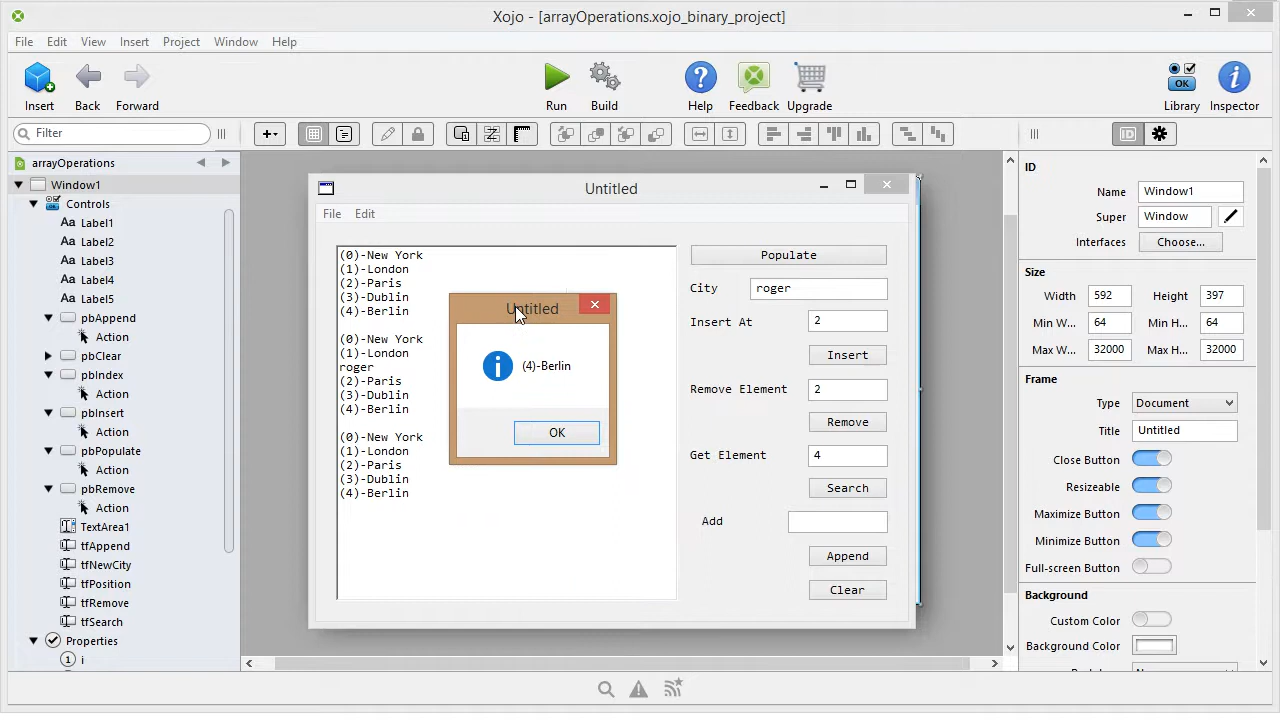 Xojo - [arrayOperations.xojo_binary_project]
File Edit View Insert Project Window Help
Insert Back Forward Run Build Help Feedback Upgrade Library Inspector
OK
Filter
ID
arrayOperations
Window1
Controls
Label1
Label2
Label3
Label4
Label5
pbAppend
Action
pbClear
pbIndex
Action
pbInsert
Action
pbPopulate
Action
pbRemove
Action
TextArea1
tfAppend
tfNewCity
tfPosition
tfRemove
tfSearch
Properties
i
Untitled
File Edit
(0)-New York
(1)-London
(2)-Paris
(3)-Dublin
(4)-Berlin
(0)-New York
(1)-London
roger
(2)-Paris
(3)-Dublin
(4)-Berlin
(0)-New York
(1)-London
(2)-Paris
(3)-Dublin
(4)-Berlin
Untitled
(4)-Berlin
OK
Populate
City roger
Insert At 2
Insert
Remove Element 2
Remove
Get Element 4
Search
Add
Append
Clear
ID
Name Window1
Super Window
Interfaces Choose...
Size
Width 592 Height 397
Min W... 64 Min H... 64
Max W... 32000 Max H... 32000
Frame
Type Document
Title Untitled
Close Button
Resizeable
Maximize Button
Minimize Button
Full-screen Button
Background
Custom Color
Background Color